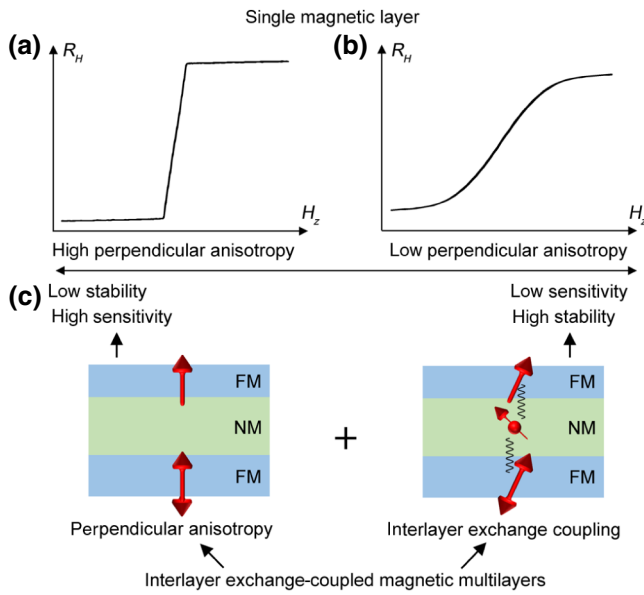 Single magnetic layer
(a)
R_H
H_z
High perpendicular anisotropy
(b)
R_H
H_z
Low perpendicular anisotropy
Low stability
High sensitivity
Low sensitivity
High stability
(c)
FM
NM
FM
Perpendicular anisotropy
+
FM
NM
FM
Interlayer exchange coupling
Interlayer exchange-coupled magnetic multilayers